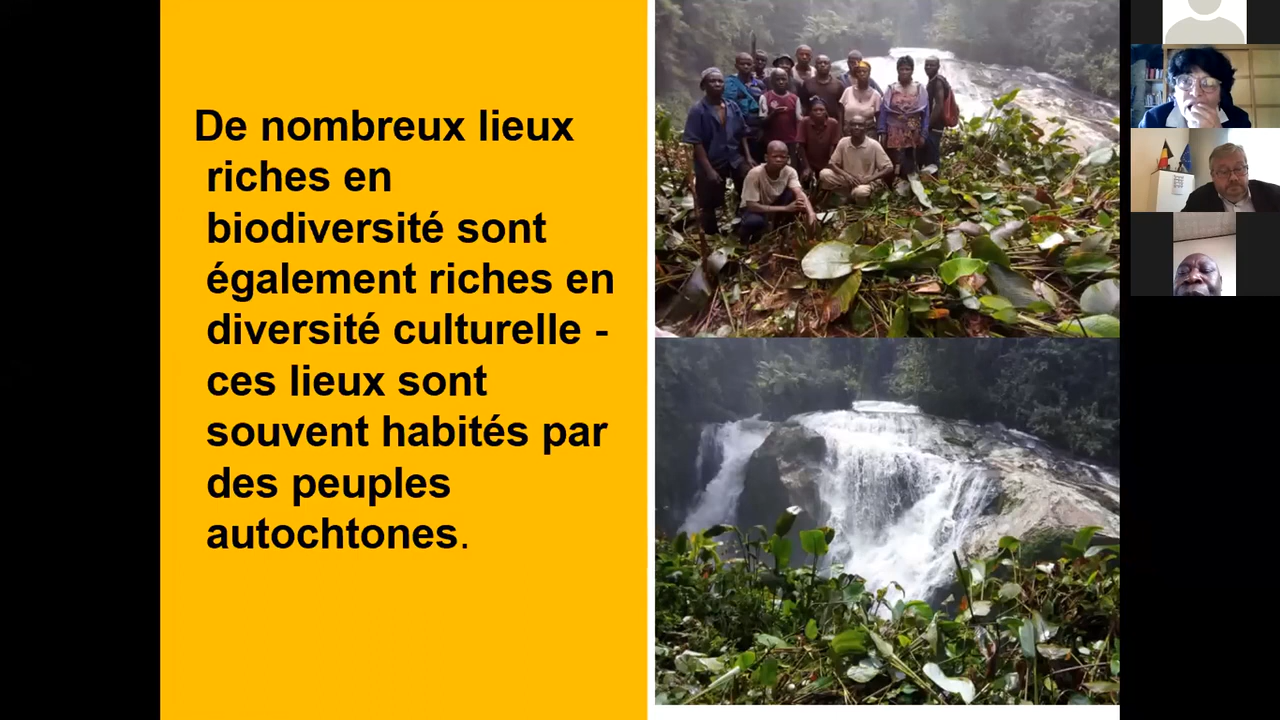 De nombreux lieux
riches en
biodiversité sont
également riches en
diversité culturelle -
ces lieux sont
souvent habités par
des peuples
autochtones.